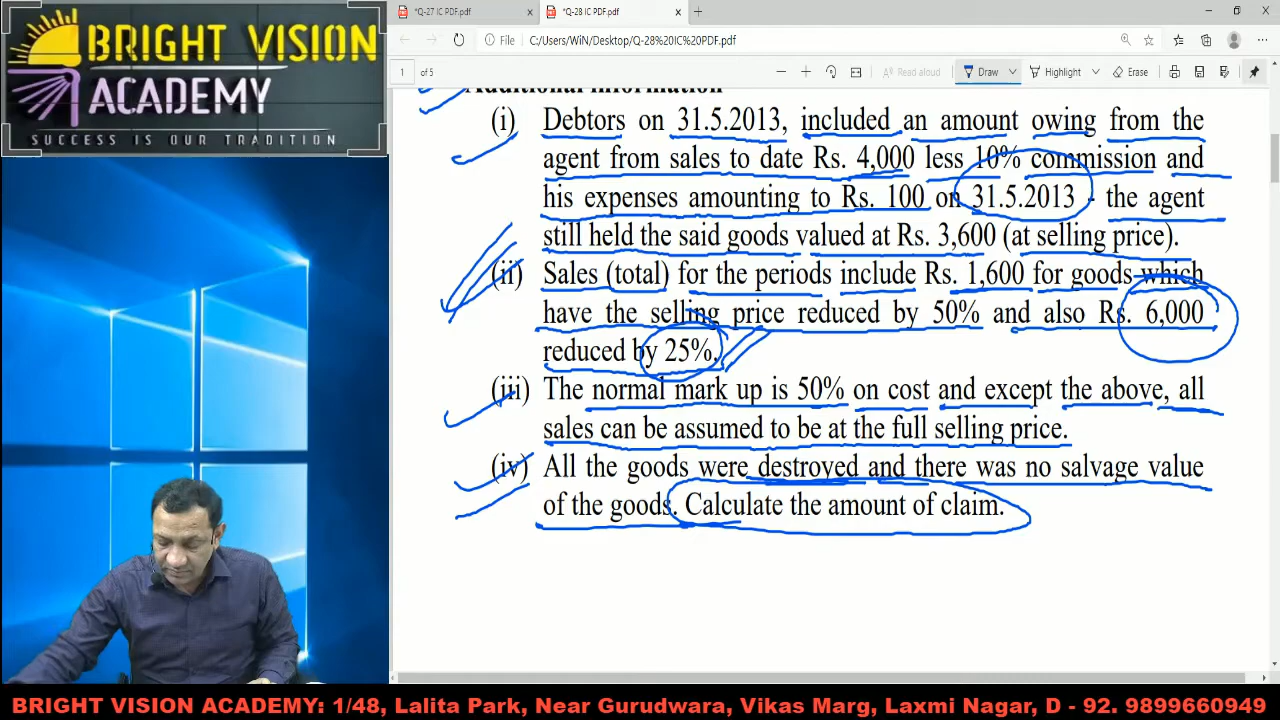 BRIGHT VISION
ACADEMY
SUCCESS IS OUR TRADITION
*Q-27 IC PDF.pdf
*Q-28 IC PDF.pdf
File C:/Users/WiN/Desktop/Q-28%20IC%20PDF.pdf
1 of 5
Read aloud
Draw
Highlight
Erase
Additional information
(i) Debtors on 31.5.2013, included an amount owing from the
agent from sales to date Rs. 4,000 less 10% commission and
his expenses amounting to Rs. 100 on 31.5.2013 - the agent
still held the said goods valued at Rs. 3,600 (at selling price).
(ii) Sales (total) for the periods include Rs. 1,600 for goods which
have the selling price reduced by 50% and also Rs. 6,000
reduced by 25%.
(iii) The normal mark up is 50% on cost and except the above, all
sales can be assumed to be at the full selling price.
(iv) All the goods were destroyed and there was no salvage value
of the goods. Calculate the amount of claim.
BRIGHT VISION ACADEMY: 1/48, Lalita Park, Near Gurudwara, Vikas Marg, Laxmi Nagar, D - 92. 9899660949